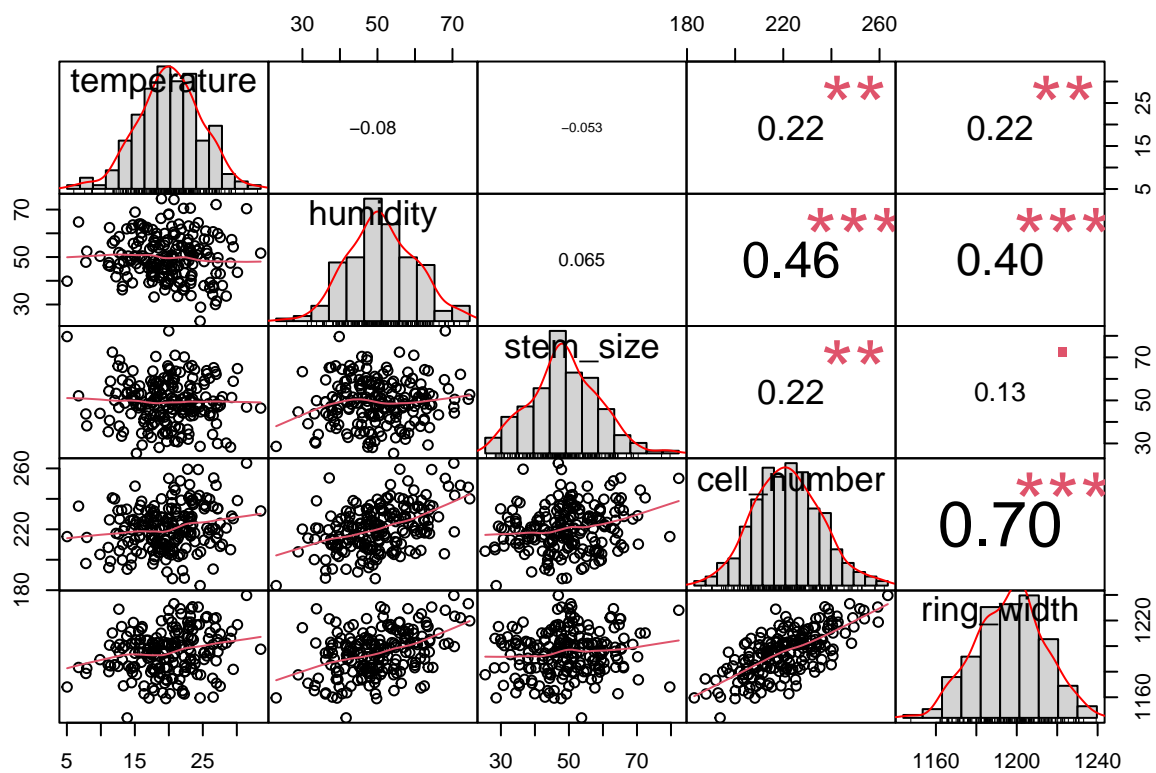 30 50 70 180 220 260
temperature
−0.08
−0.053
**
0.22
**
0.22
5 15 25
30 50 70
humidity
0.065
***
0.46
***
0.40
stem_size
**
0.22
0.13
30 50 70
180 220 260
cell_number
***
0.70
ring_width
1160 1220
5 15 25 30 50 70 1160 1200 1240